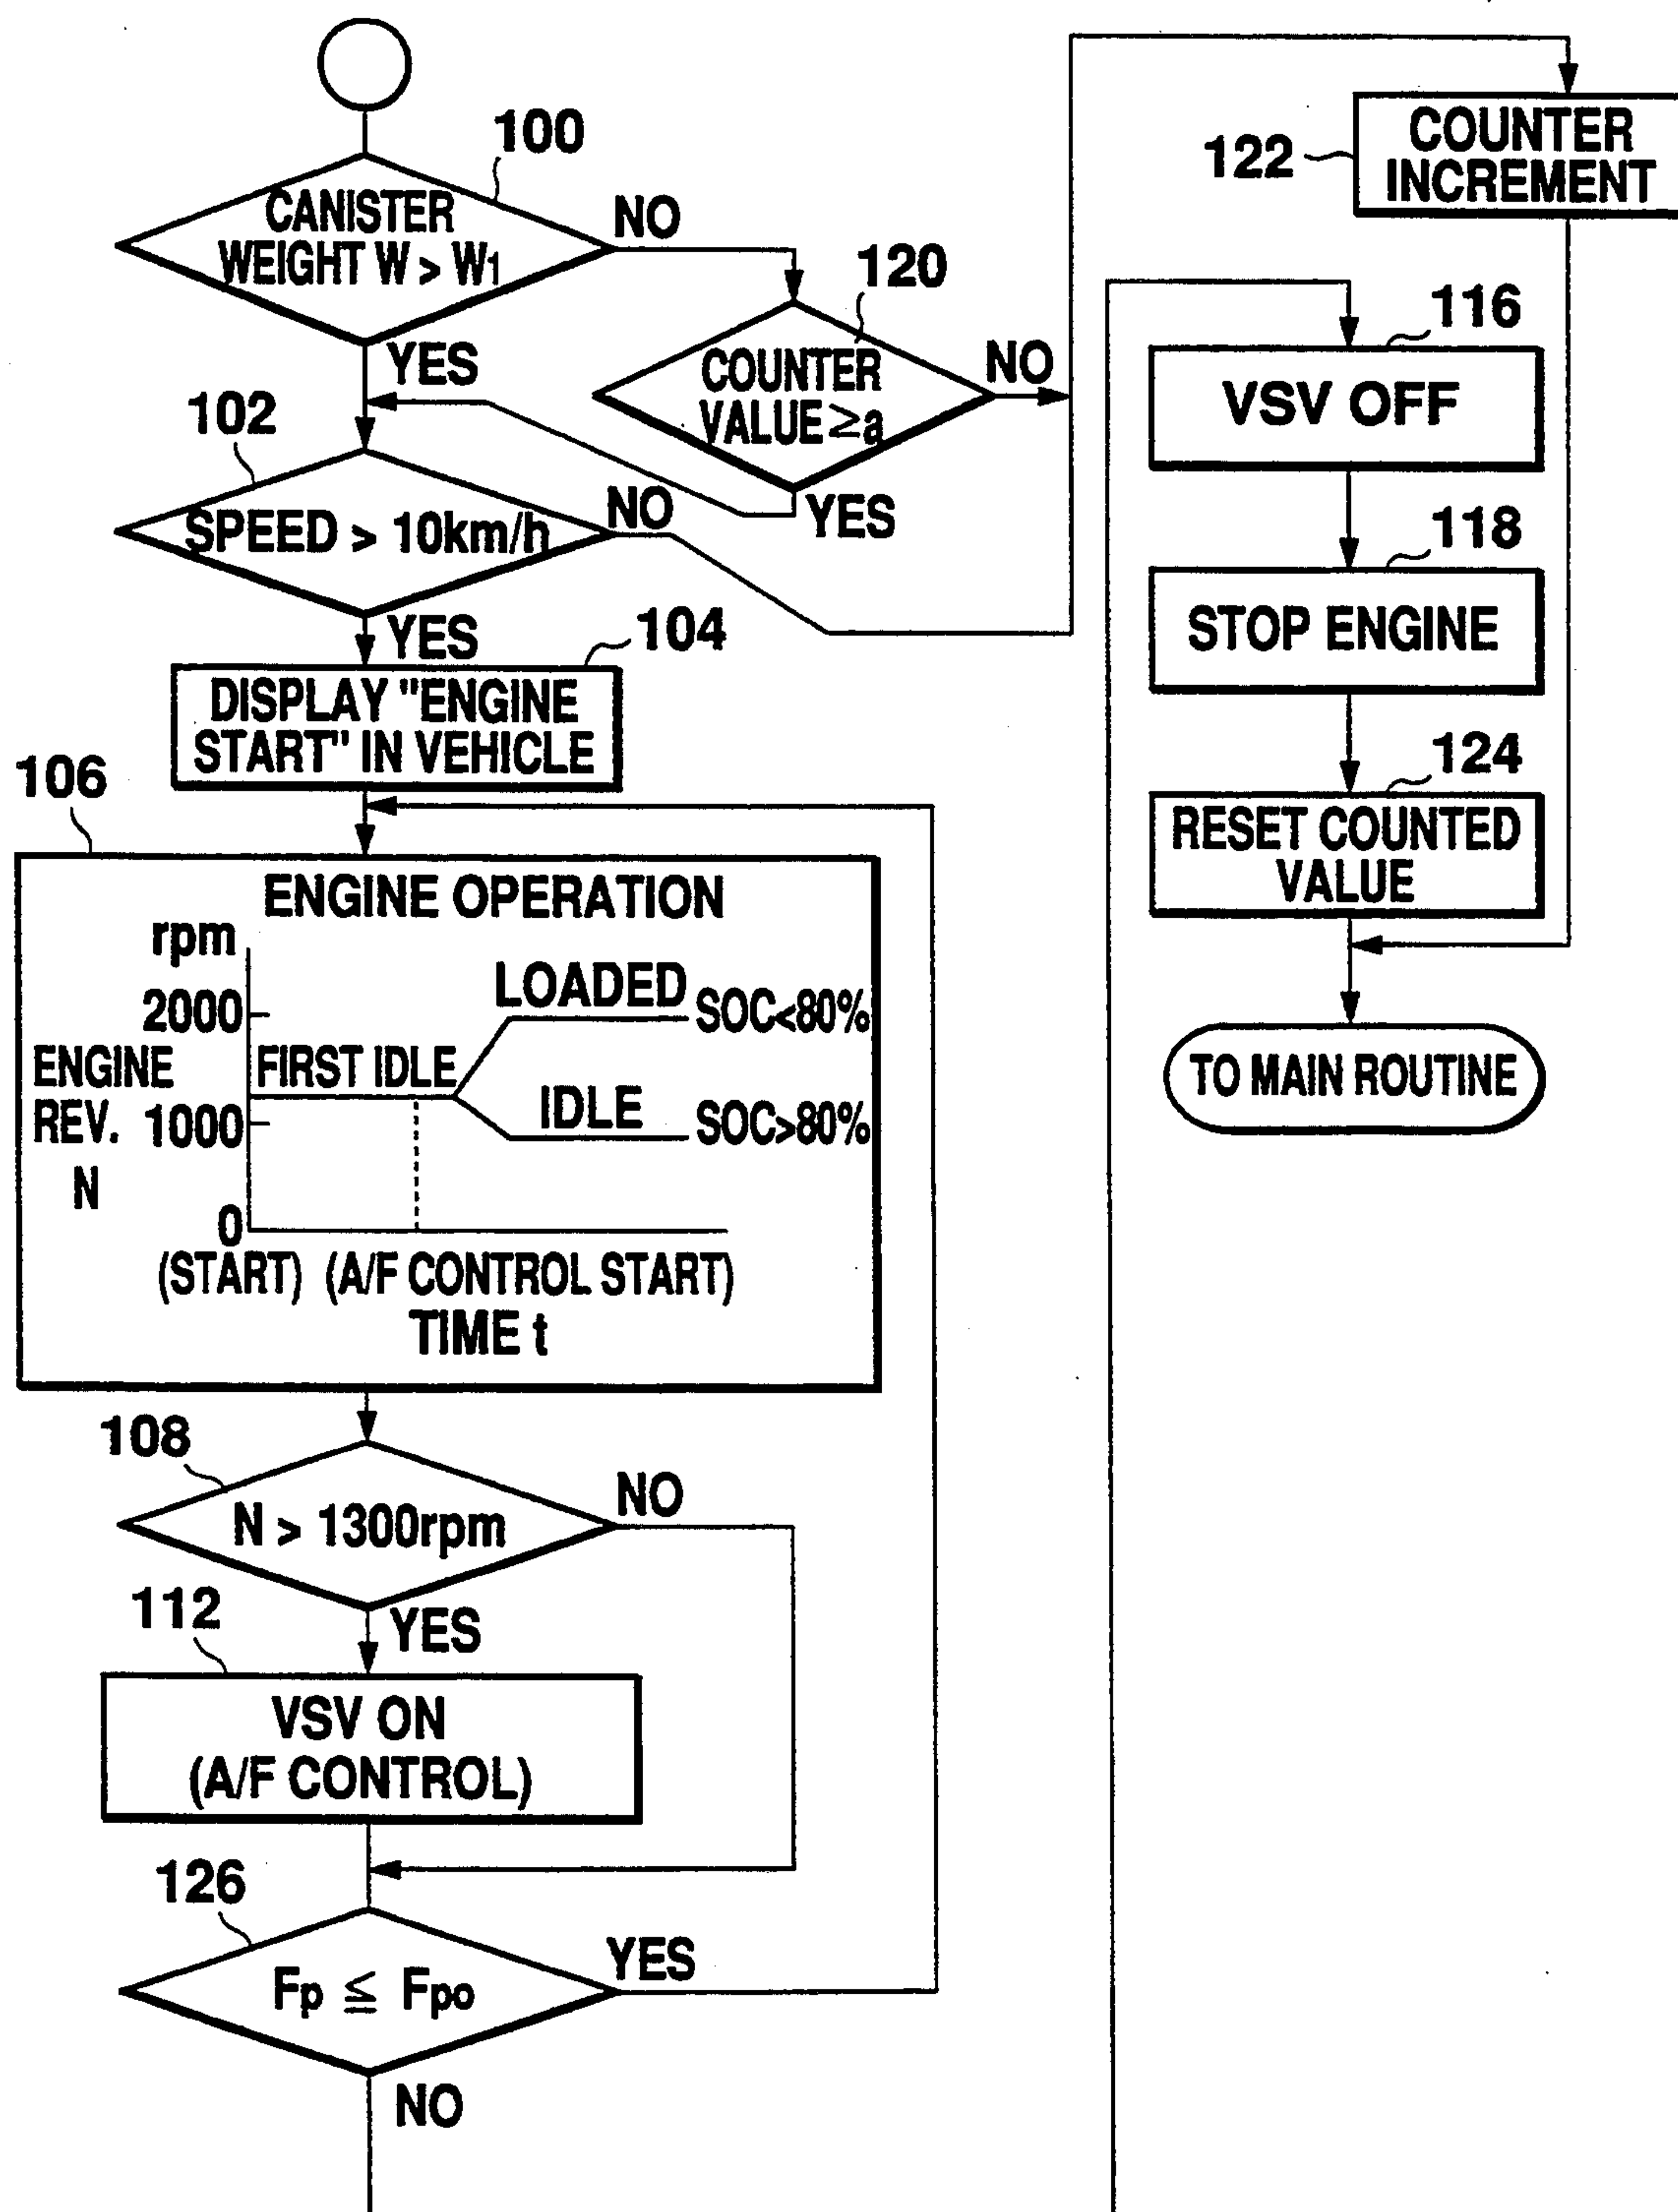 100
CANISTER
WEIGHT W > W1
NO
YES
120
COUNTER
VALUE ≥a
NO
YES
102
SPEED > 10km/h
NO
YES
104
DISPLAY "ENGINE
START" IN VEHICLE
106
ENGINE OPERATION
rpm
2000
LOADED
SOC<80%
ENGINE
REV.
N
FIRST IDLE
1000
IDLE
SOC>80%
0
(START) (A/F CONTROL START)
TIME t
108
N > 1300rpm
NO
YES
112
VSV ON
(A/F CONTROL)
126
Fp ≦ Fpo
YES
NO
122
COUNTER
INCREMENT
116
VSV OFF
118
STOP ENGINE
124
RESET COUNTED
VALUE
TO MAIN ROUTINE